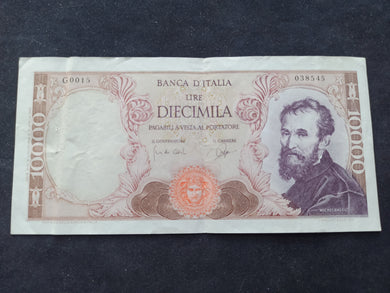 BANCA D'ITALIA
G0015
038545
LIRE
DIECIMILA
PAGABILI A VISTA AL PORTATORE
IL GOVERNATORE IL CASSIERE
10000
10000
MICHELANGELO